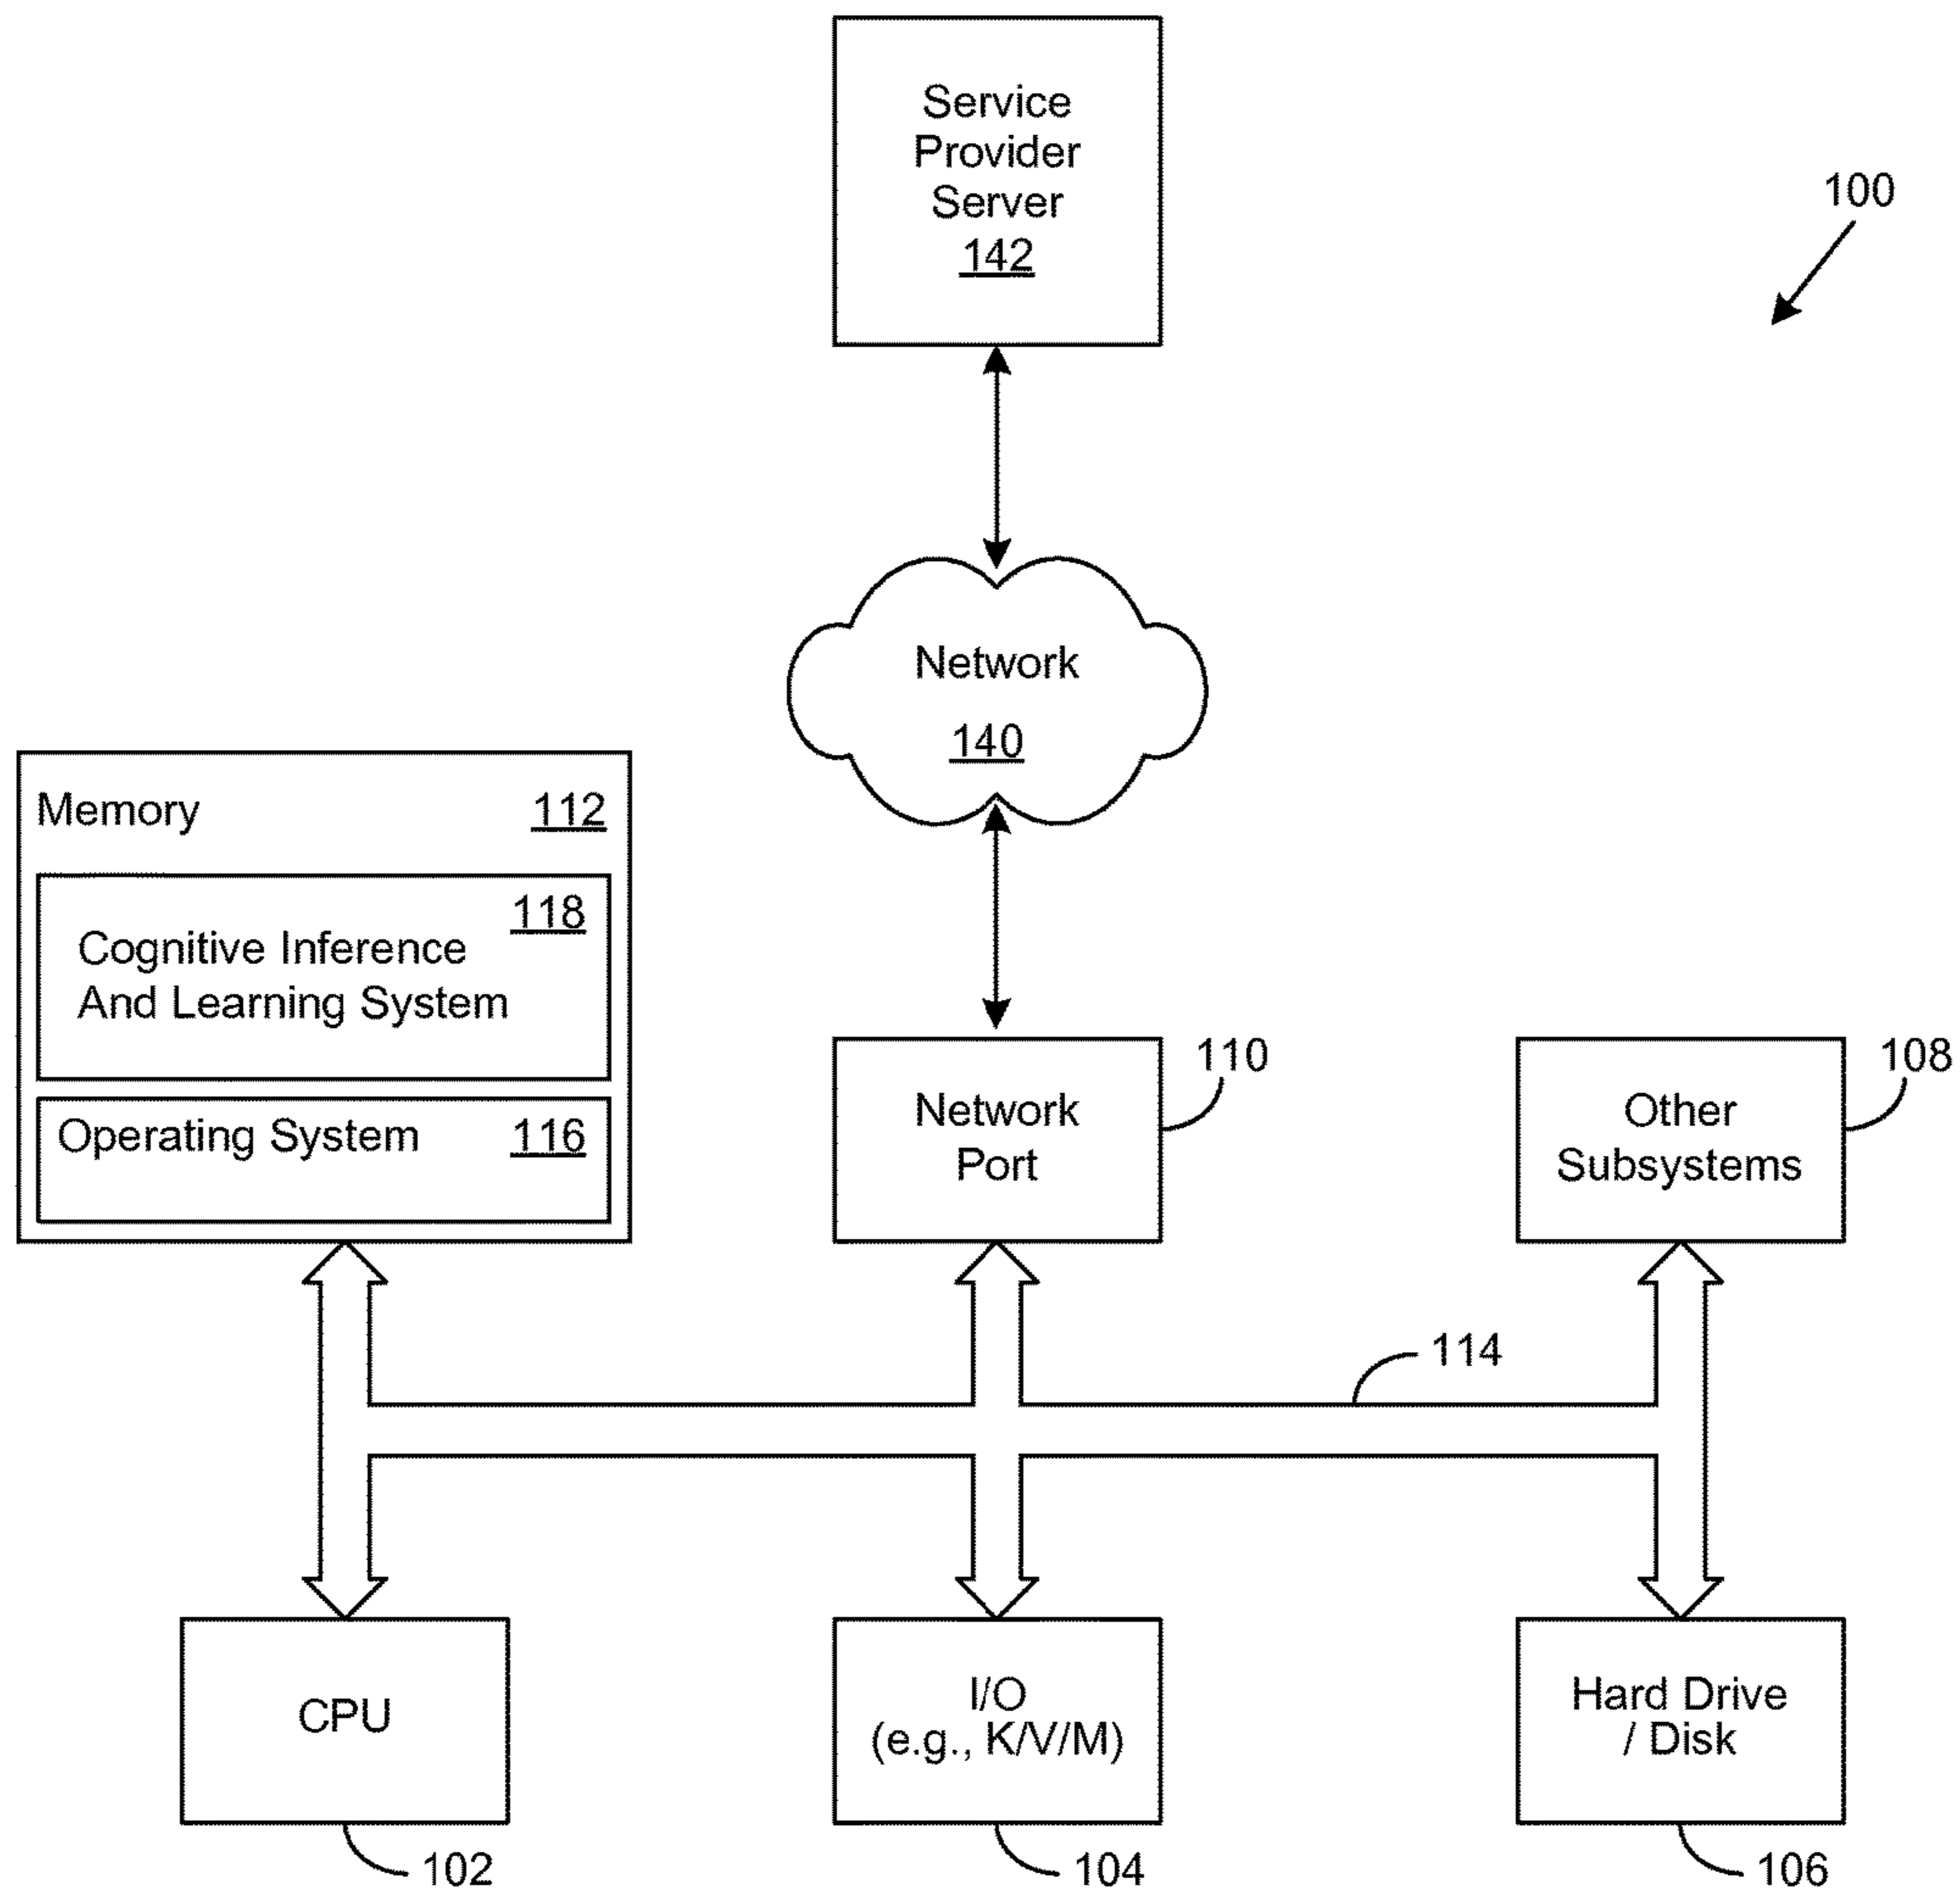 Service
Provider
Server
142
100
Network
140
Memory 112
118
Cognitive Inference
And Learning System
Operating System 116
Network
Port
110
Other
Subsystems
108
114
CPU
102
I/O
(e.g., K/V/M)
104
Hard Drive
/ Disk
106